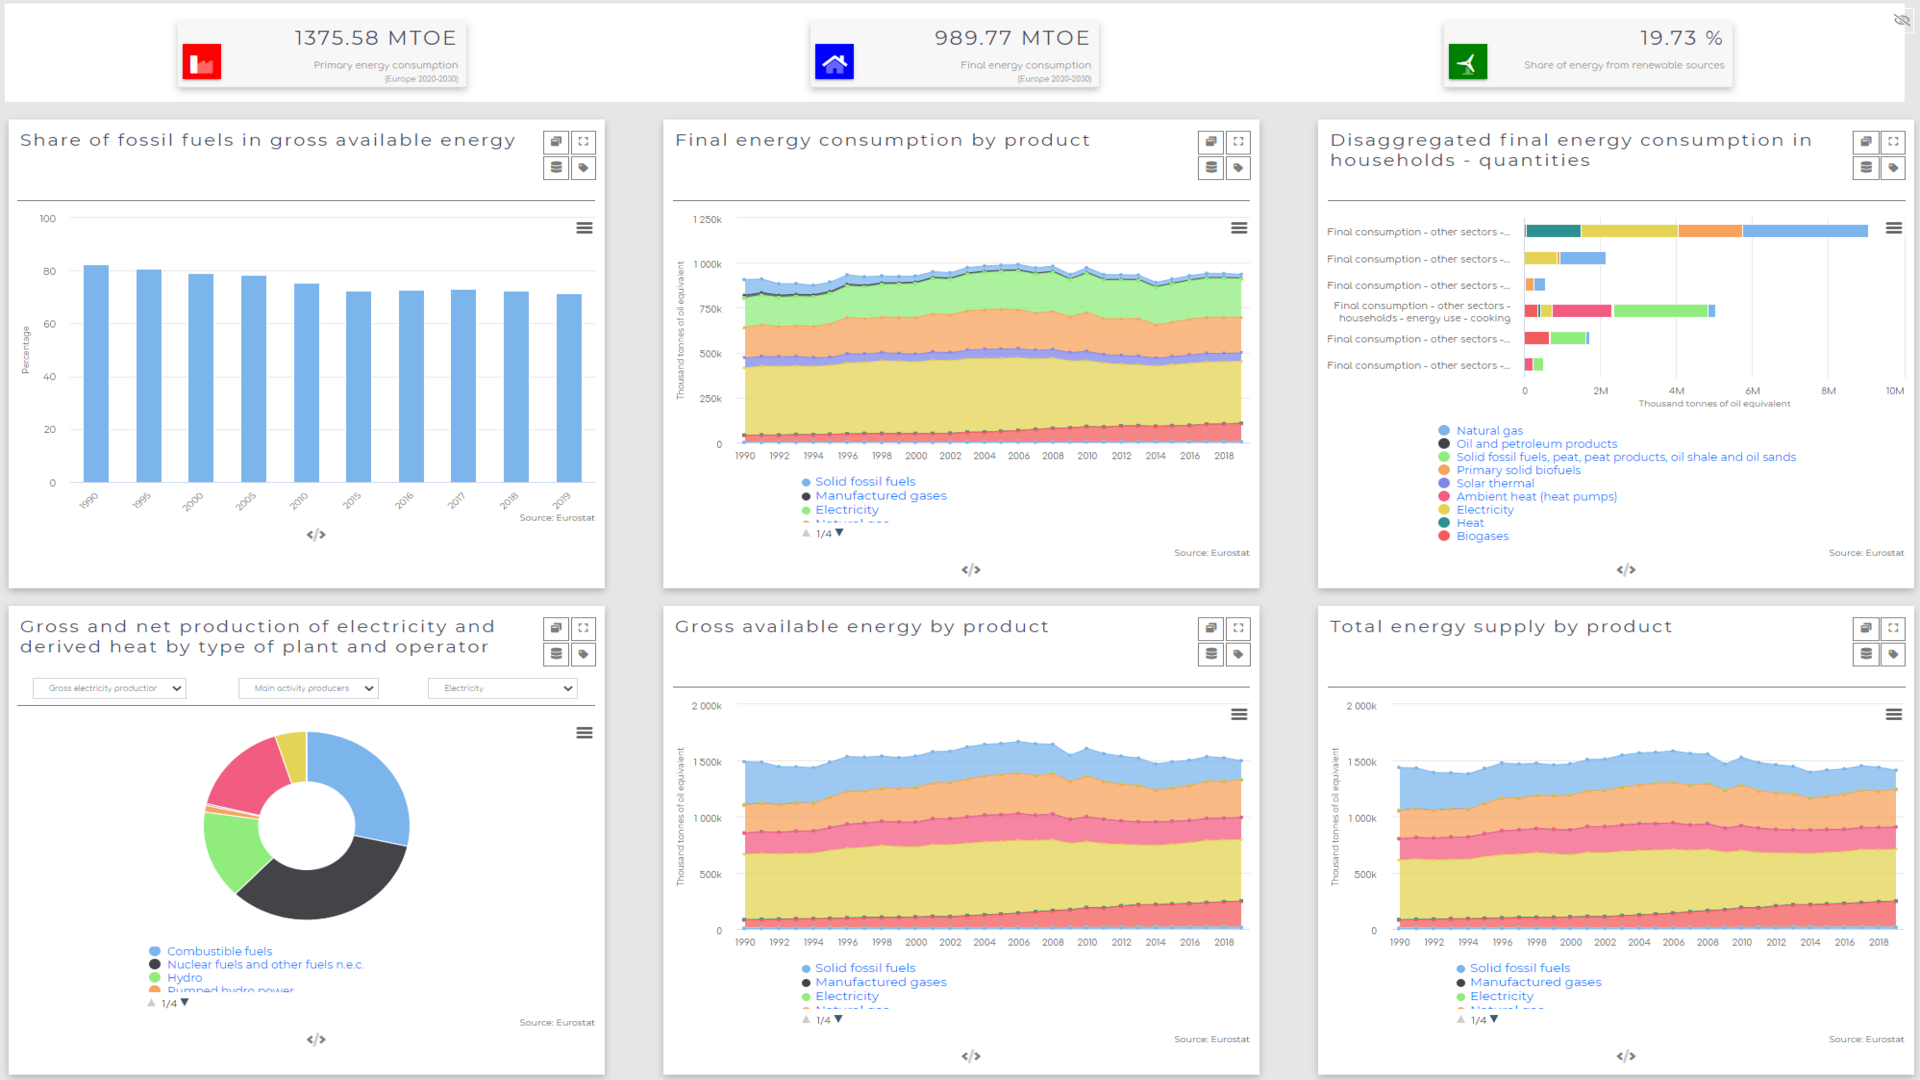 1375.58 MTOE
Primary energy consumption
(Europe 2020-2030)
989.77 MTOE
Final energy consumption
(Europe 2020-2030)
19.73 %
Share of energy from renewable sources
Share of fossil fuels in gross available energy
100
80
60
40
20
0
Percentage
1990
1995
2000
2005
2010
2015
2016
2017
2018
2019
Source: Eurostat
</>
Final energy consumption by product
1 250k
1 000k
750k
500k
250k
0
Thousand tonnes of oil equivalent
1990
1992
1994
1996
1998
2000
2002
2004
2006
2008
2010
2012
2014
2016
2018
Solid fossil fuels
Manufactured gases
Electricity
Natural gas
1/4
Source: Eurostat
</>
Disaggregated final energy consumption in
households - quantities
Final consumption - other sectors -...
Final consumption - other sectors -...
Final consumption - other sectors -...
Final consumption - other sectors -
households - energy use - cooking
Final consumption - other sectors -...
Final consumption - other sectors -...
0
2M
4M
6M
8M
10M
Thousand tonnes of oil equivalent
Natural gas
Oil and petroleum products
Solid fossil fuels, peat, peat products, oil shale and oil sands
Primary solid biofuels
Solar thermal
Ambient heat (heat pumps)
Electricity
Heat
Biogases
Source: Eurostat
</>
Gross and net production of electricity and
derived heat by type of plant and operator
Gross electricity production
Main activity producers
Electricity
Combustible fuels
Nuclear fuels and other fuels n.e.c.
Hydro
Pumped hydro power
1/4
Source: Eurostat
</>
Gross available energy by product
2 000k
1 500k
1 000k
500k
0
Thousand tonnes of oil equivalent
1990
1992
1994
1996
1998
2000
2002
2004
2006
2008
2010
2012
2014
2016
2018
Solid fossil fuels
Manufactured gases
Electricity
Natural gas
1/4
Source: Eurostat
</>
Total energy supply by product
2 000k
1 500k
1 000k
500k
0
Thousand tonnes of oil equivalent
1990
1992
1994
1996
1998
2000
2002
2004
2006
2008
2010
2012
2014
2016
2018
Solid fossil fuels
Manufactured gases
Electricity
Natural gas
1/4
Source: Eurostat
</>